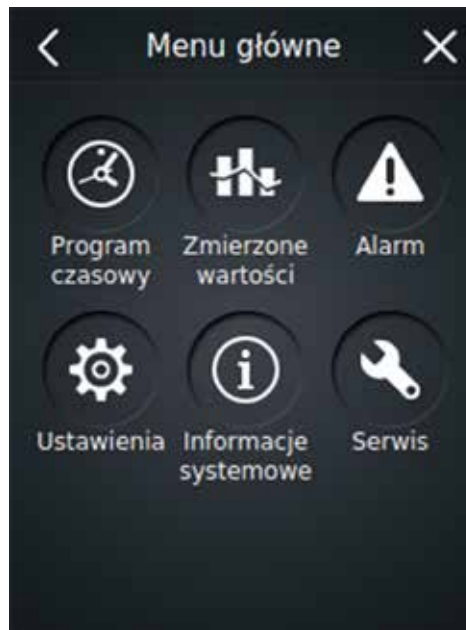 Menu główne
Program
czasowy
Zmierzone
wartości
Alarm
Ustawienia
Informacje
systemowe
Serwis